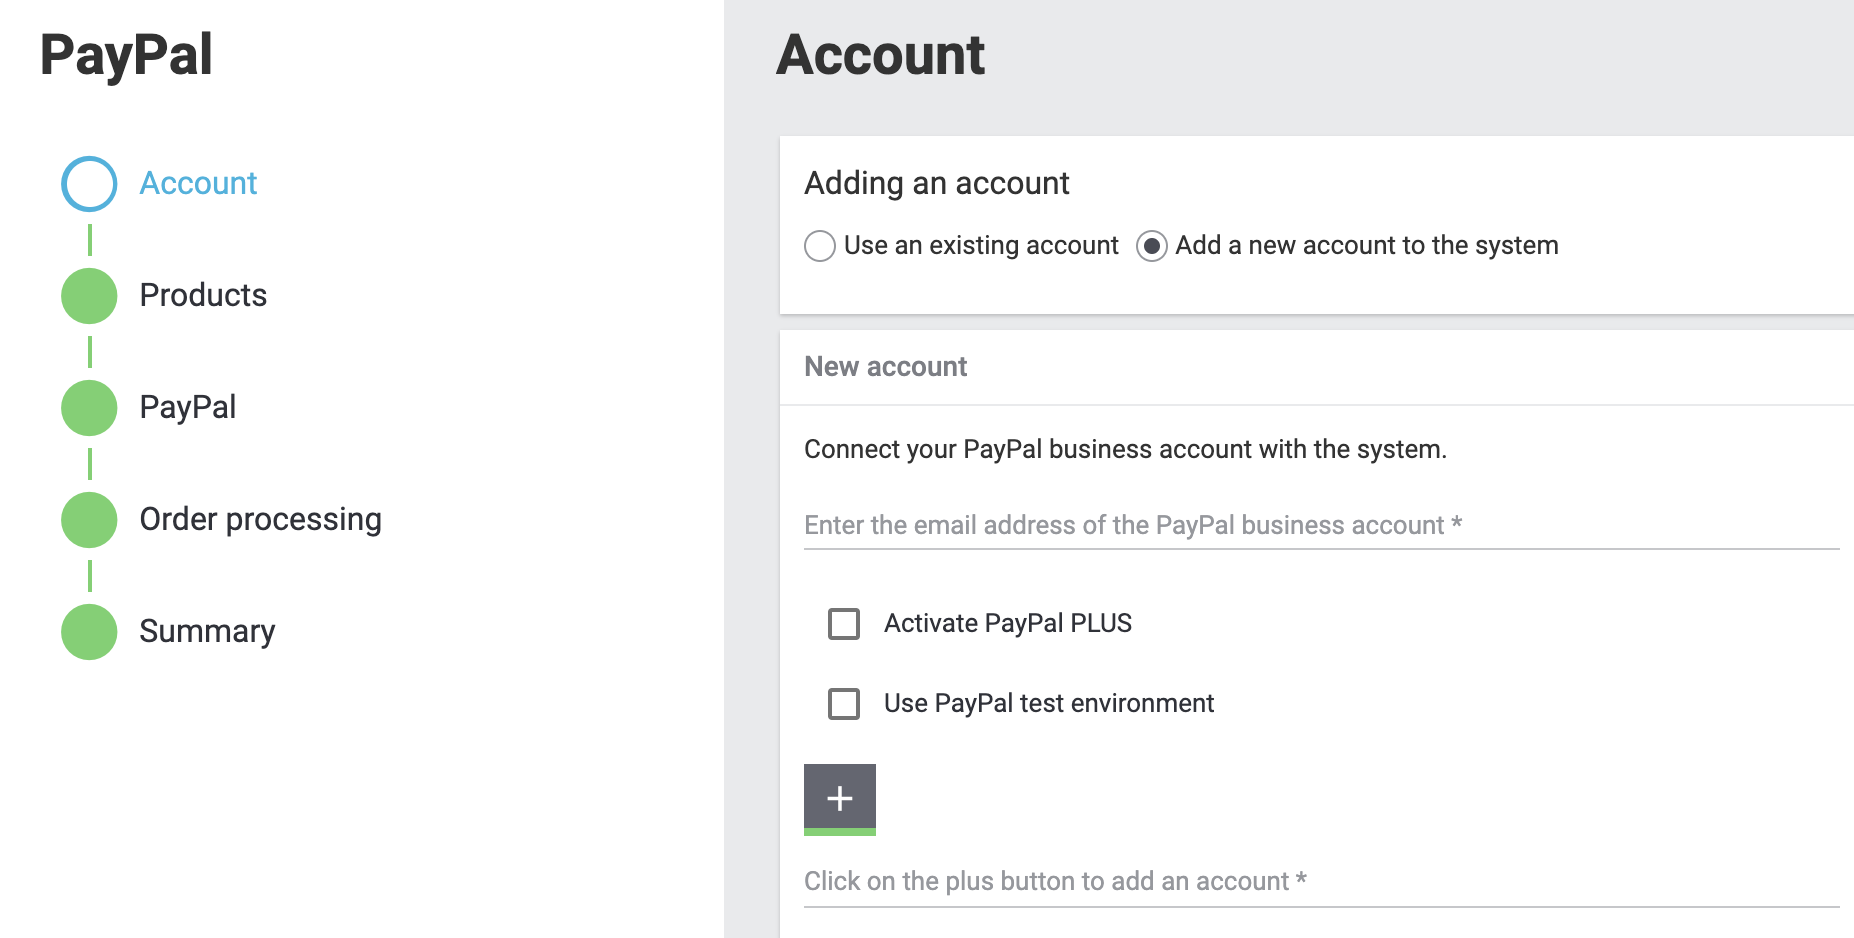 PayPal
Account
Products
PayPal
Order processing
Summary
Account
Adding an account
Use an existing account Add a new account to the system
New account
Connect your PayPal business account with the system.
Enter the email address of the PayPal business account *
Activate PayPal PLUS
Use PayPal test environment
+
Click on the plus button to add an account *